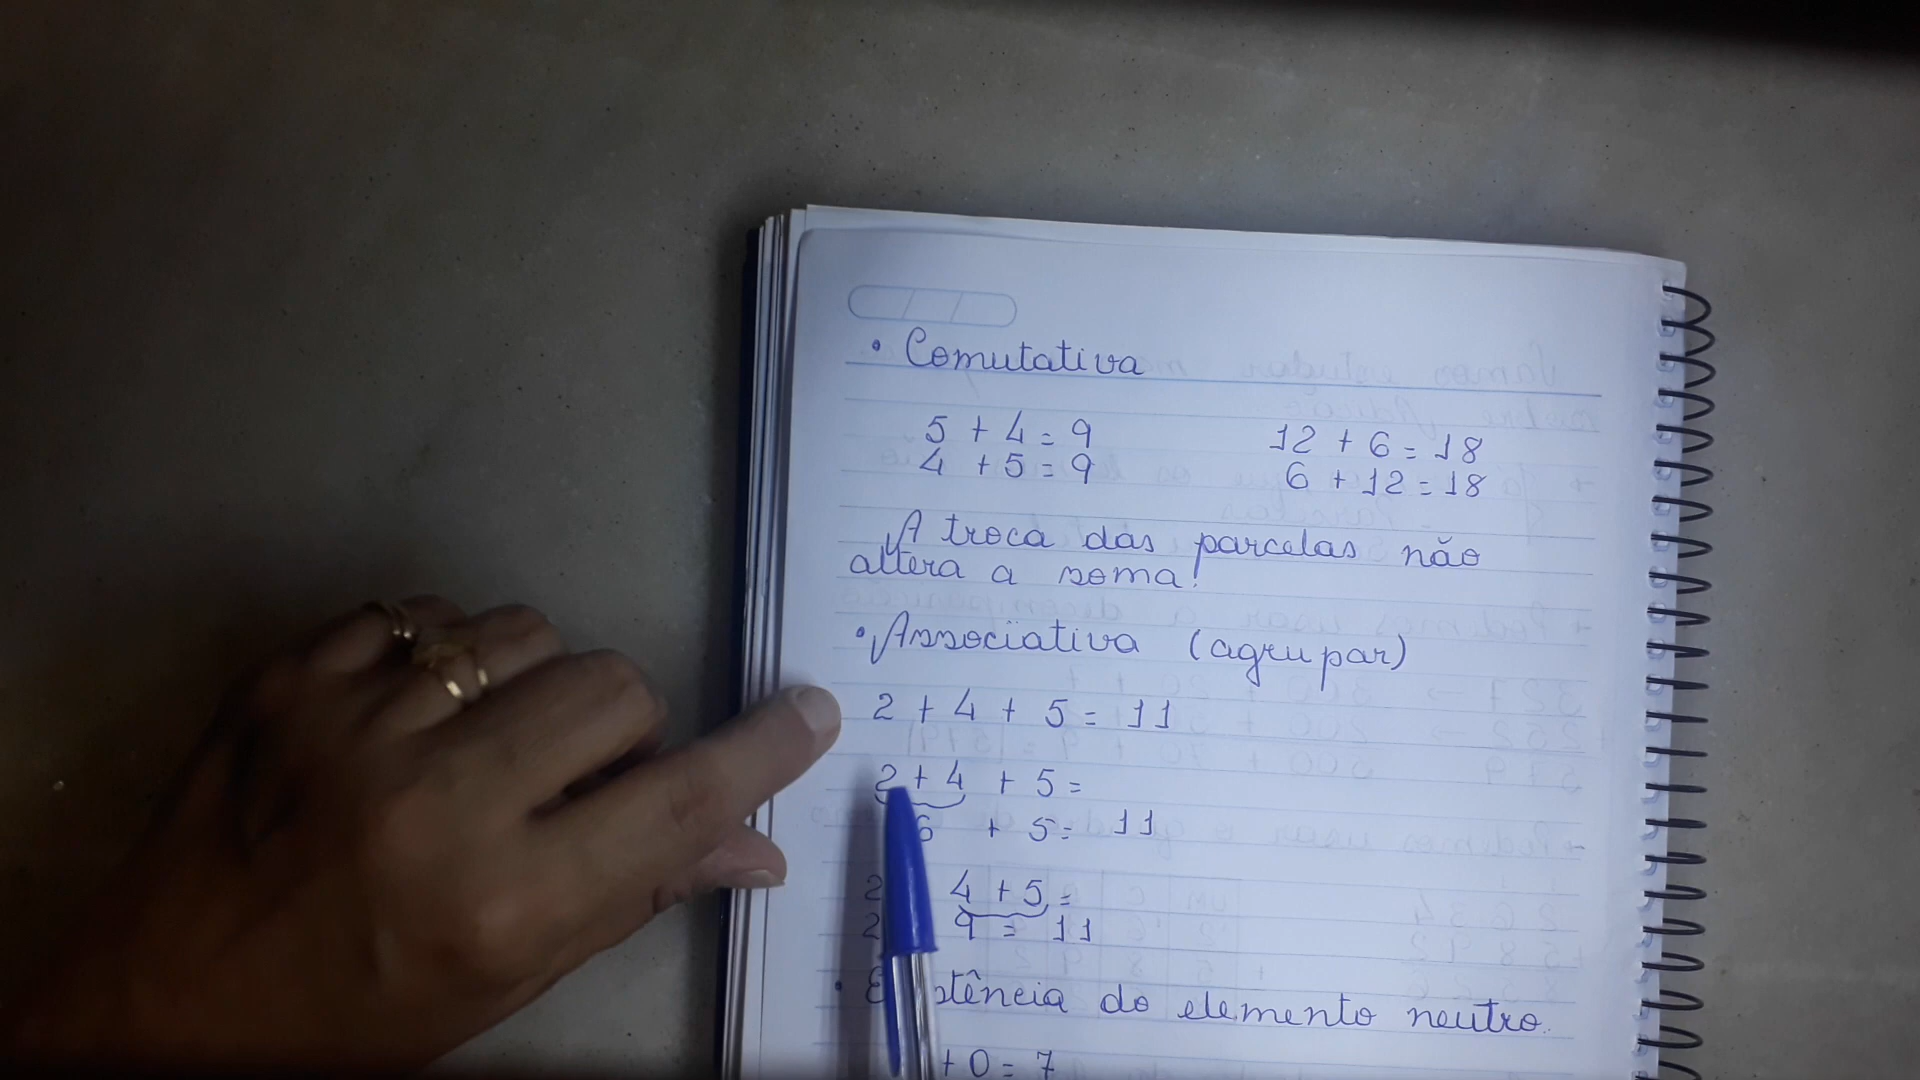 • Comutativa
5 + 4 = 9 12 + 6 = 18
4 + 5 = 9 6 + 12 = 18
A troca das parcelas não
altera a soma!
• Associativa (agrupar)
2 + 4 + 5 = 11
2 + 4 + 5 =
6 + 5 = 11
2 4 + 5 =
2 9 = 11
• do elemento neutro.
+ 0 = 7